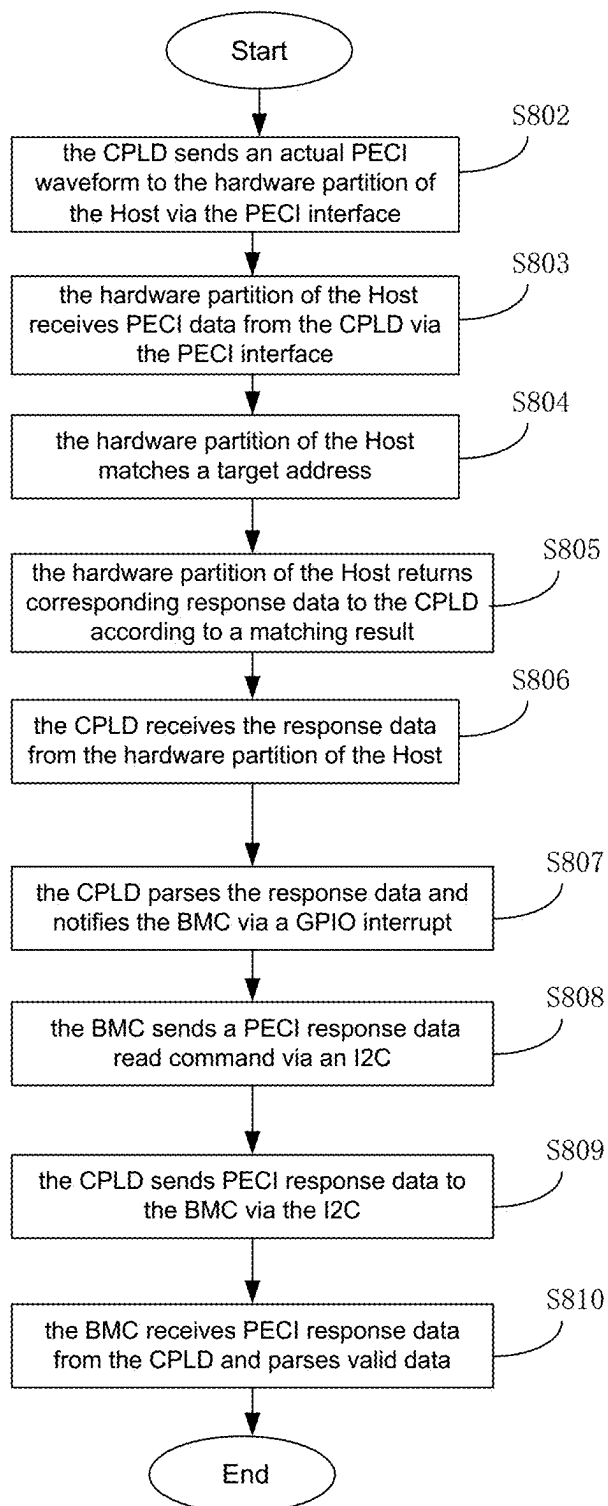 Start
S802
the CPLD sends an actual PECI
waveform to the hardware partition of
the Host via the PECI interface
S803
the hardware partition of the Host
receives PECI data from the CPLD via
the PECI interface
S804
the hardware partition of the Host
matches a target address
S805
the hardware partition of the Host returns
corresponding response data to the CPLD
according to a matching result
S806
the CPLD receives the response data
from the hardware partition of the Host
S807
the CPLD parses the response data and
notifies the BMC via a GPIO interrupt
S808
the BMC sends a PECI response data
read command via an I2C
S809
the CPLD sends PECI response data to
the BMC via the I2C
S810
the BMC receives PECI response data
from the CPLD and parses valid data
End